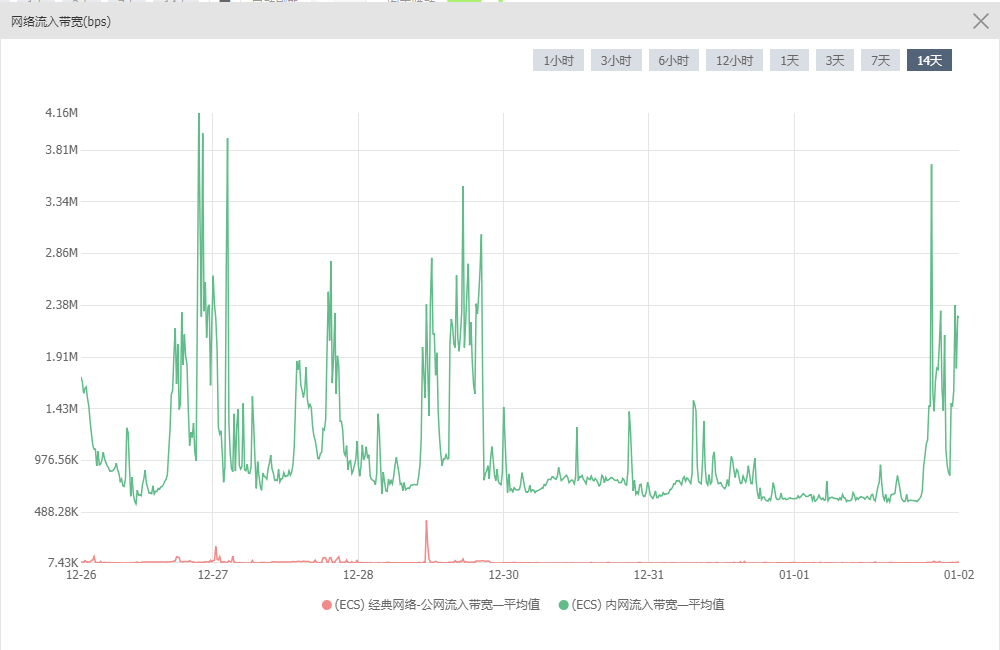 网络流入带宽(bps)
1小时 3小时 6小时 12小时 1天 3天 7天 14天
4.16M
3.81M
3.34M
2.86M
2.38M
1.91M
1.43M
976.56K
488.28K
7.43K
12-26 12-27 12-28 12-30 12-31 01-01 01-02
(ECS) 经典网络-公网流入带宽—平均值 (ECS) 内网流入带宽—平均值